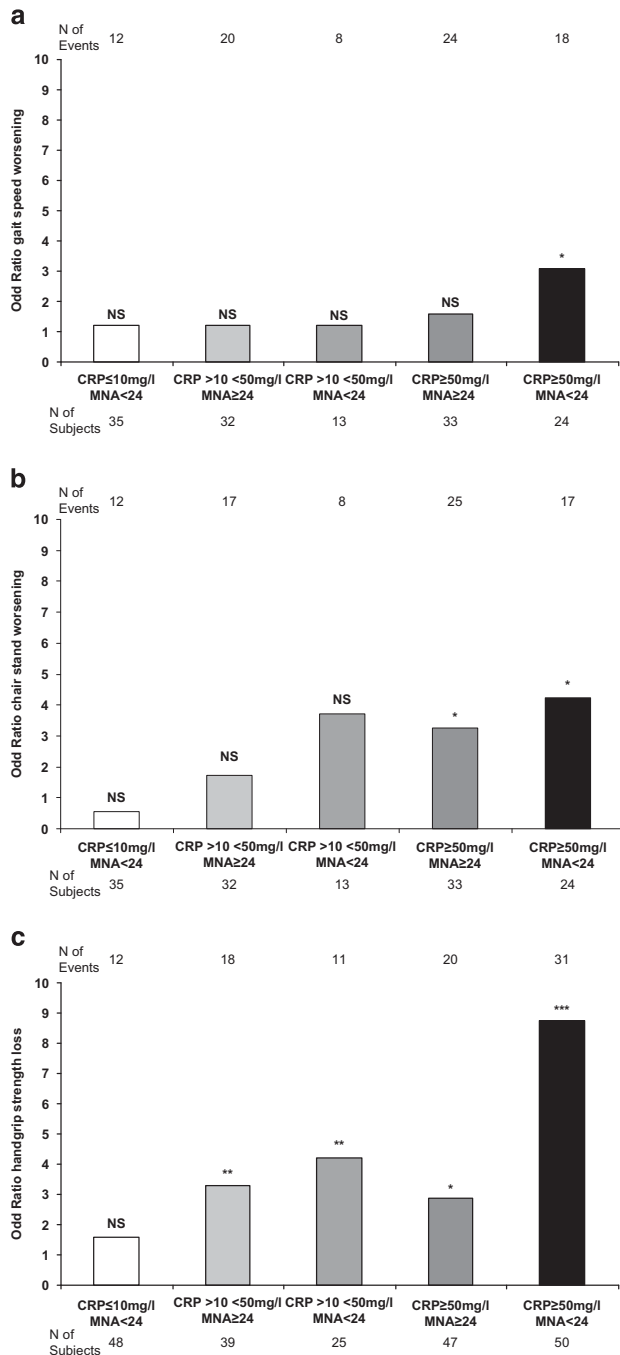 a
N of
Events 12 20 8 24 18
10
9
8
7
6
5
4
3
2
1
0
Odd Ratio gait speed worsening
NS NS NS NS *
CRP≤10mg/l CRP >10 <50mg/l CRP >10 <50mg/l CRP≥50mg/l CRP≥50mg/l
MNA<24 MNA≥24 MNA<24 MNA≥24 MNA<24
N of
Subjects 35 32 13 33 24
b
N of
Events 12 17 8 25 17
10
9
8
7
6
5
4
3
2
1
0
Odd Ratio chair stand worsening
NS NS NS * *
CRP≤10mg/l CRP >10 <50mg/l CRP >10 <50mg/l CRP≥50mg/l CRP≥50mg/l
MNA<24 MNA≥24 MNA<24 MNA≥24 MNA<24
N of
Subjects 35 32 13 33 24
c
N of
Events 12 18 11 20 31
10
9
8
7
6
5
4
3
2
1
0
Odd Ratio handgrip strength loss
NS ** ** * ***
CRP≤10mg/l CRP >10 <50mg/l CRP >10 <50mg/l CRP≥50mg/l CRP≥50mg/l
MNA<24 MNA≥24 MNA<24 MNA≥24 MNA<24
N of
Subjects 48 39 25 47 50